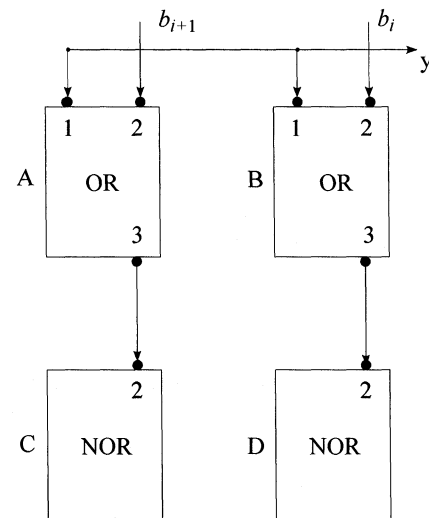 b_{i+1} b_i
y
1 2 1 2
A OR B OR
3 3
2 2
C NOR D NOR